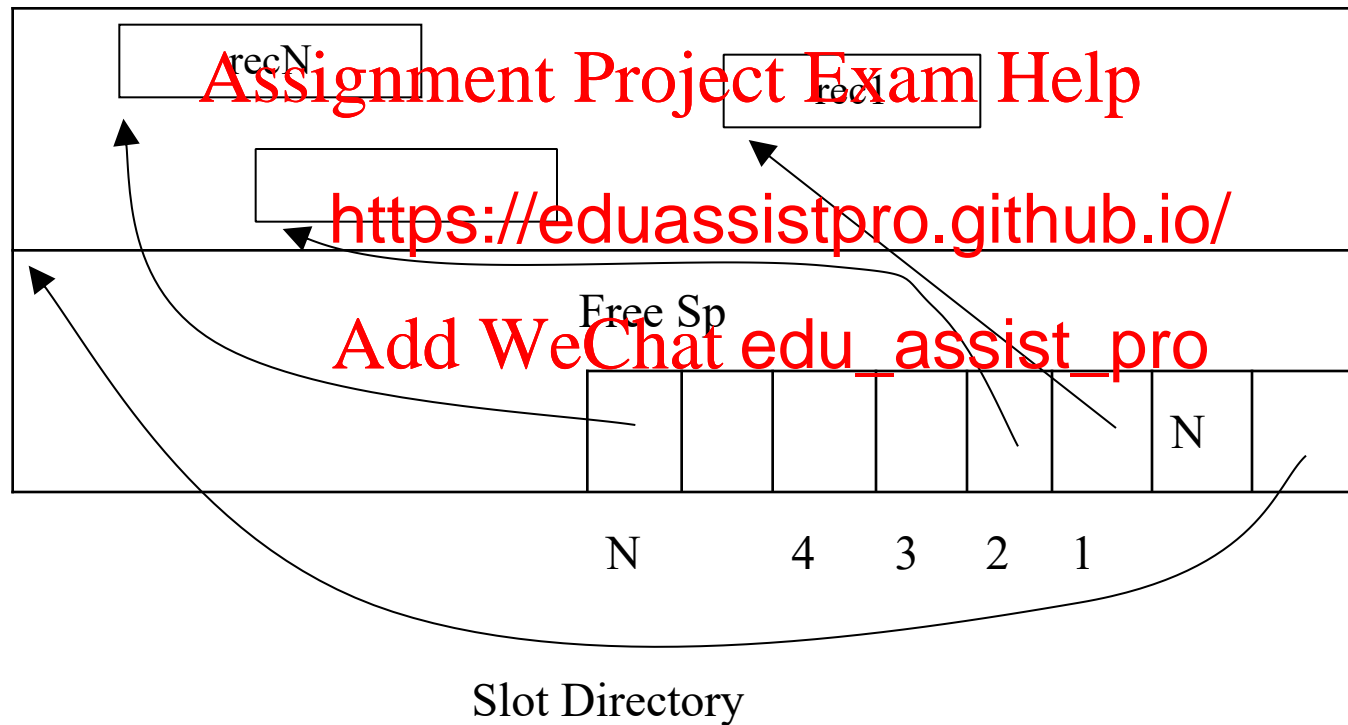 recN
rec1
Assignment Project Exam Help
https://eduassistpro.github.io/
Free Sp
Add WeChat edu_assist_pro
N
N 4 3 2 1
Slot Directory